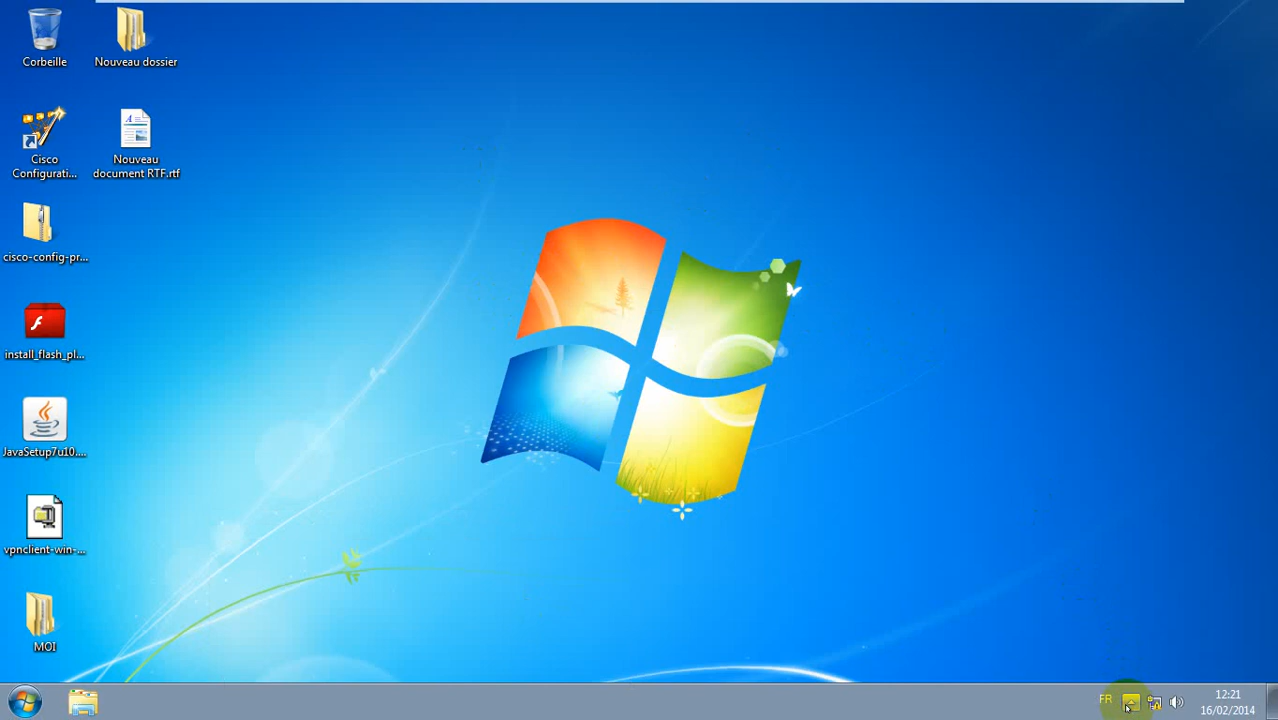 Corbeille
Nouveau dossier
Cisco
Configurati...
Nouveau
document RTF.rtf
cisco-config-pr...
install_flash_pl...
JavaSetup7u10....
vpnclient-win-...
MOI
FR
12:21
16/02/2014